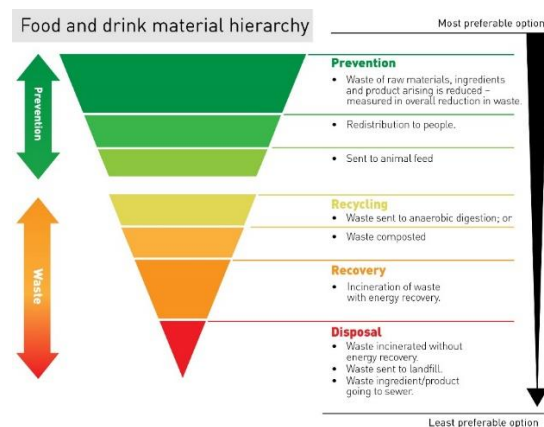 Food and drink material hierarchy
Most preferable option
Prevention
Prevention
• Waste of raw materials, ingredients
and product arising is reduced –
measured in overall reduction in waste.
• Redistribution to people.
• Sent to animal feed
Waste
Recycling
• Waste sent to anaerobic digestion; or
• Waste composted
Recovery
• Incineration of waste
with energy recovery.
Disposal
• Waste incinerated without
energy recovery.
• Waste sent to landfill.
• Waste ingredient/product
going to sewer.
Least preferable option